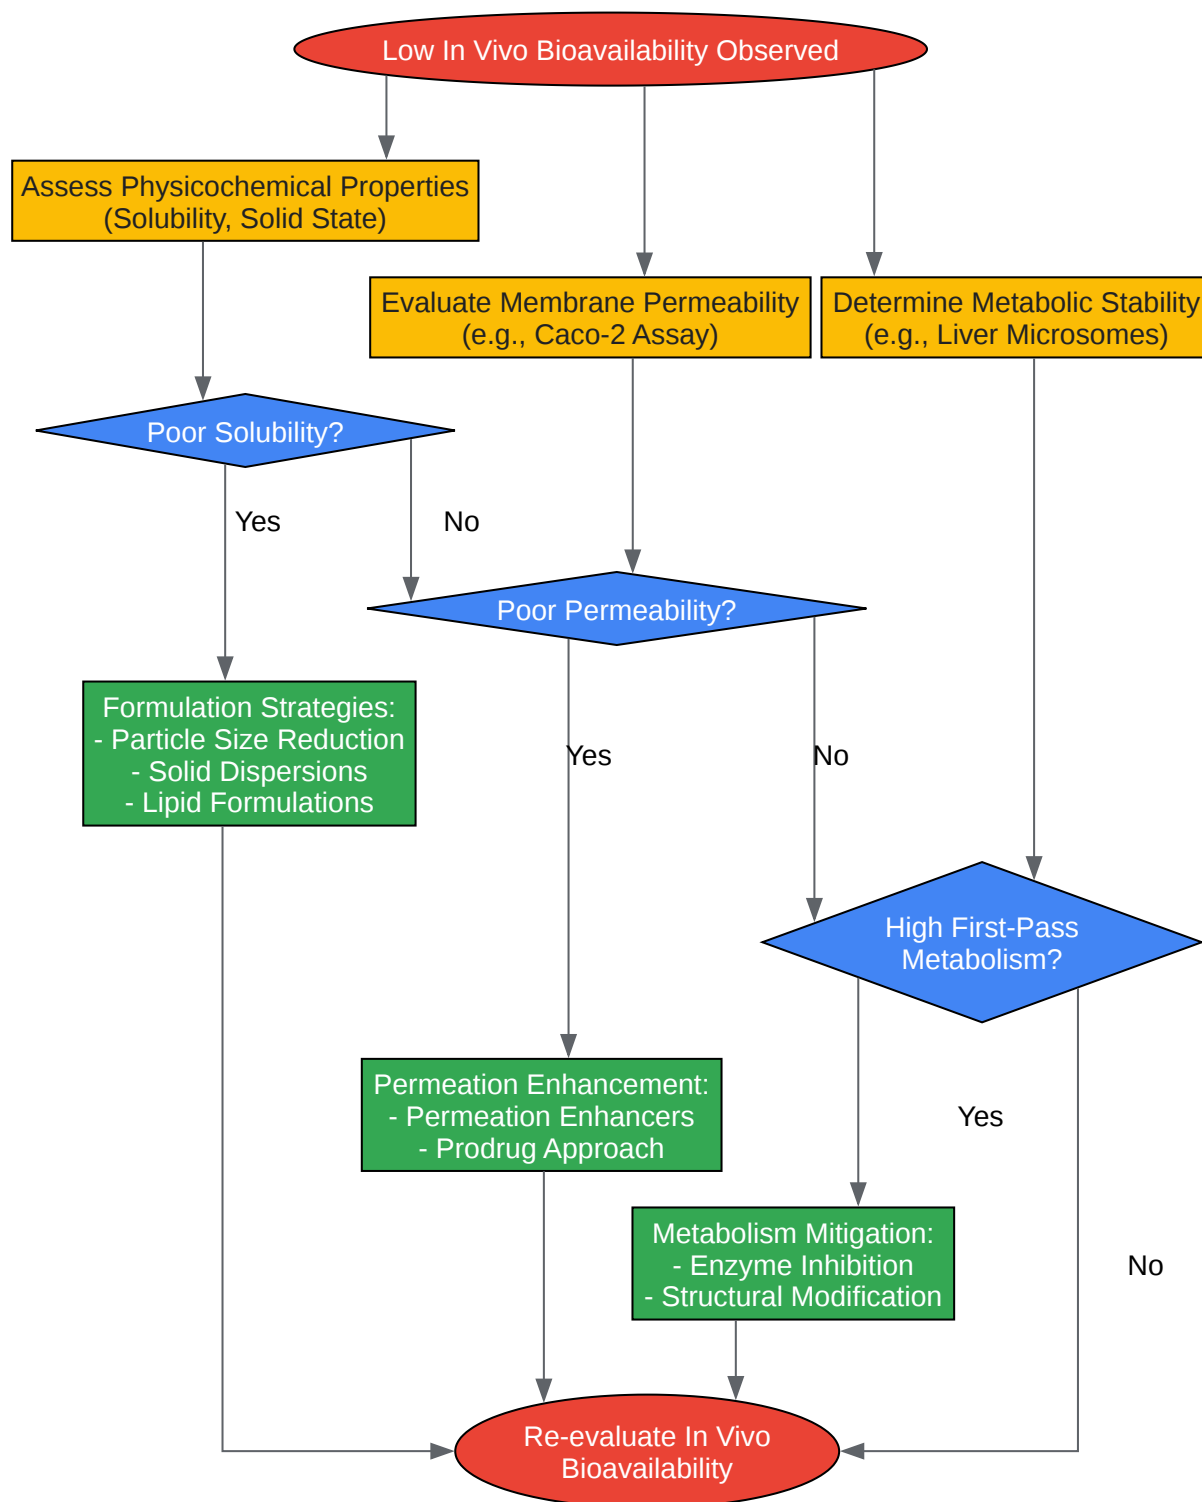 Low In Vivo Bioavailability Observed
Assess Physicochemical Properties
(Solubility, Solid State)
Evaluate Membrane Permeability
(e.g., Caco-2 Assay)
Determine Metabolic Stability
(e.g., Liver Microsomes)
Poor Solubility?
Yes
No
Poor Permeability?
Formulation Strategies:
- Particle Size Reduction
- Solid Dispersions
- Lipid Formulations
Yes
No
High First-Pass
Metabolism?
Permeation Enhancement:
- Permeation Enhancers
- Prodrug Approach
Yes
Metabolism Mitigation:
- Enzyme Inhibition
- Structural Modification
No
Re-evaluate In Vivo
Bioavailability